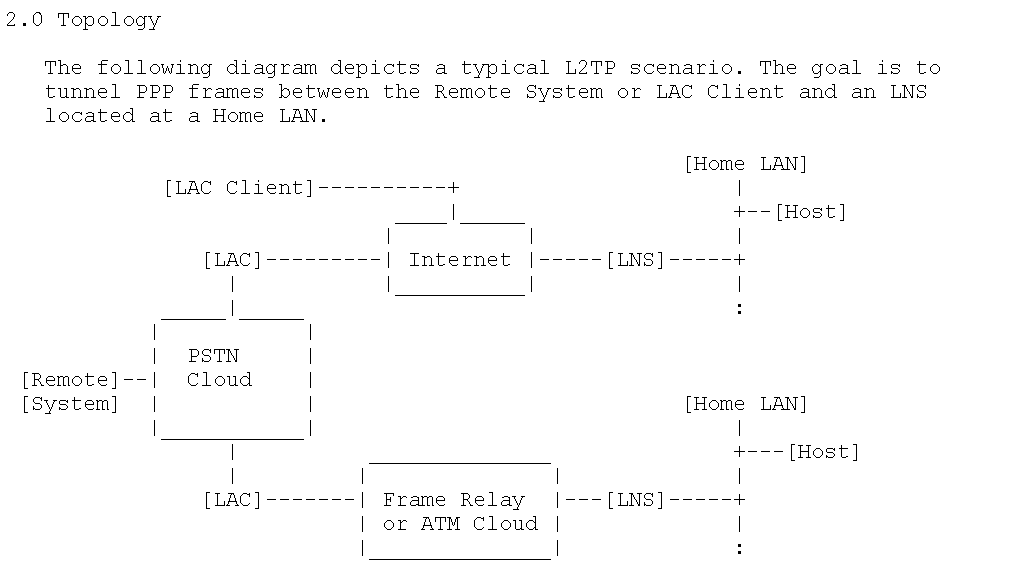 2.0 Topology
The following diagram depicts a typical L2TP scenario. The goal is to
tunnel PPP frames between the Remote System or LAC Client and an LNS
located at a Home LAN.
[Home LAN]
[LAC Client]----------+
+--[Host]
[LAC]---------| Internet |-----[LNS]-----+
:
PSTN
[Remote]--| Cloud
[System]
[Home LAN]
+---[Host]
[LAC]-------| Frame Relay |---[LNS]-----+
or ATM Cloud
: